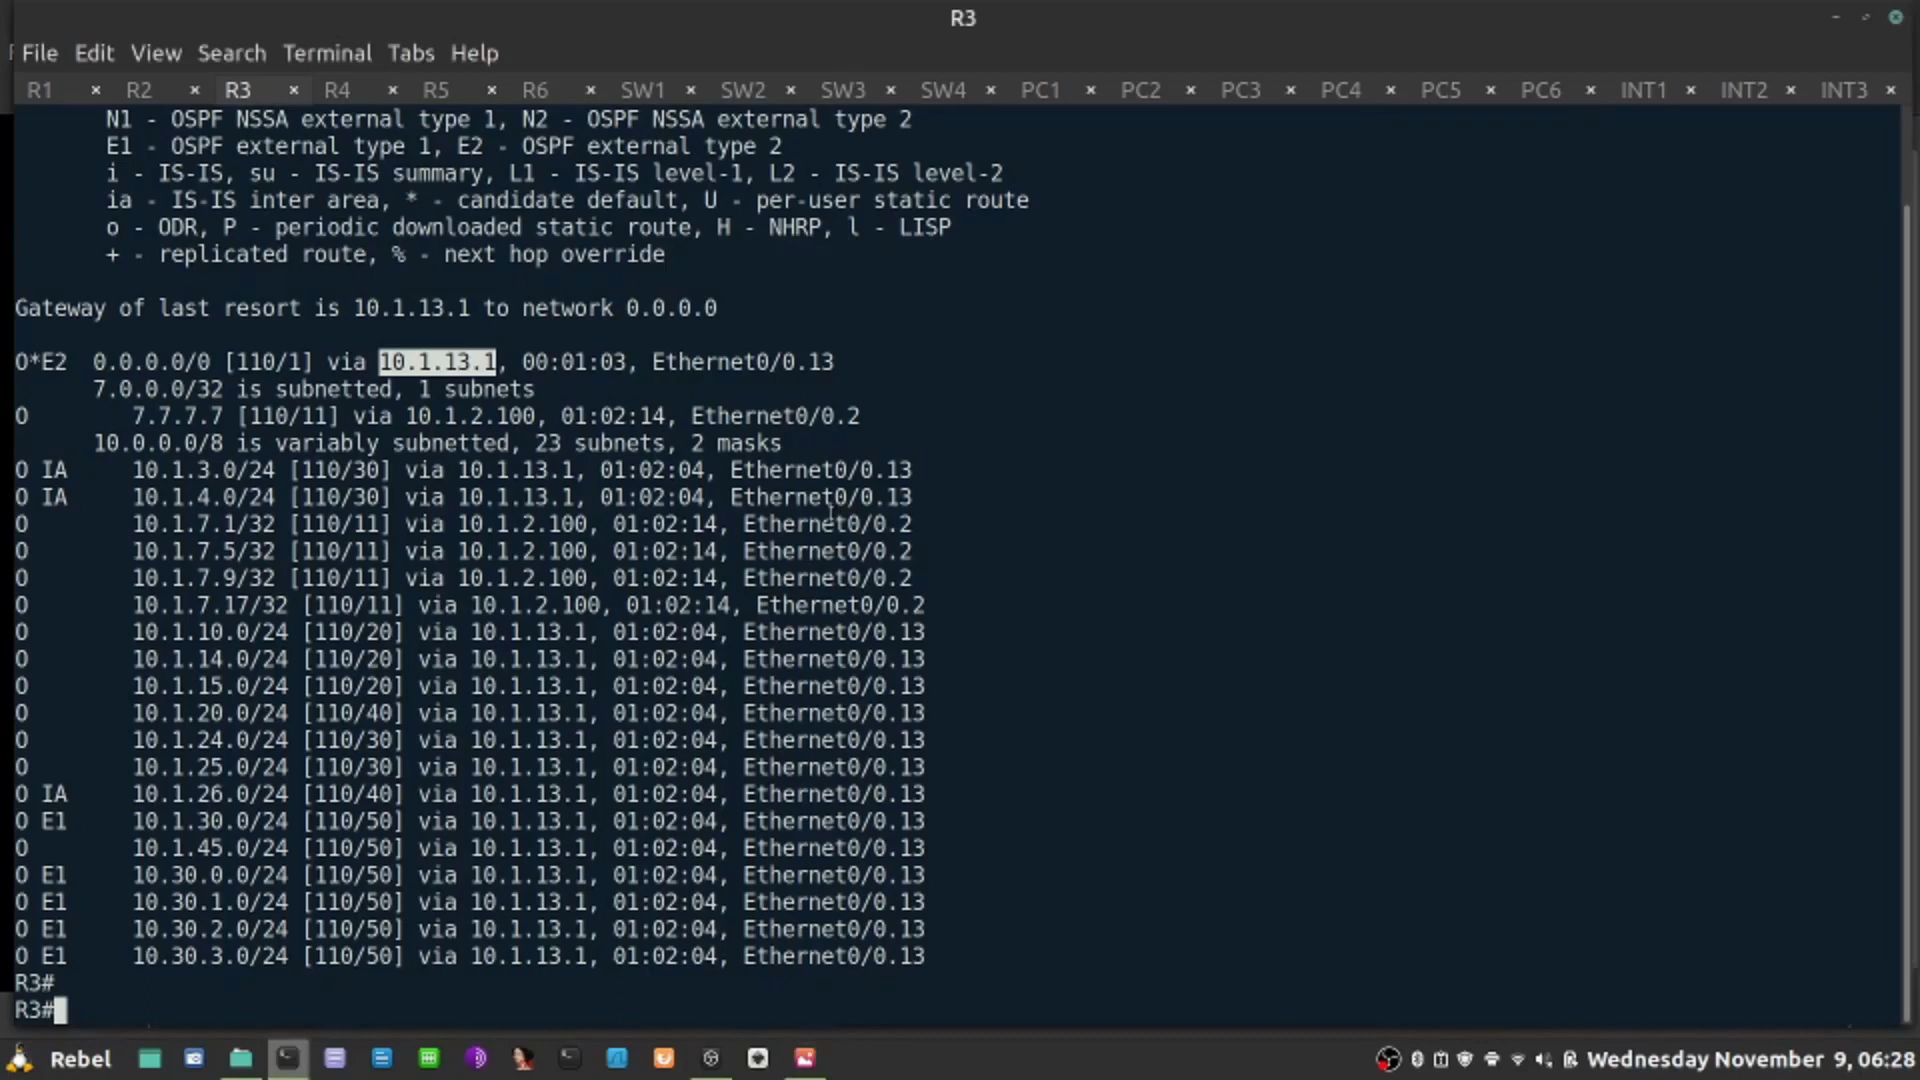 R3
File Edit View Search Terminal Tabs Help
R1 × R2 × R3 × R4 × R5 × R6 × SW1 × SW2 × SW3 × SW4 × PC1 × PC2 × PC3 × PC4 × PC5 × PC6 × INT1 × INT2 × INT3 ×
N1 - OSPF NSSA external type 1, N2 - OSPF NSSA external type 2
E1 - OSPF external type 1, E2 - OSPF external type 2
i - IS-IS, su - IS-IS summary, L1 - IS-IS level-1, L2 - IS-IS level-2
ia - IS-IS inter area, * - candidate default, U - per-user static route
o - ODR, P - periodic downloaded static route, H - NHRP, l - LISP
+ - replicated route, % - next hop override
Gateway of last resort is 10.1.13.1 to network 0.0.0.0
O*E2 0.0.0.0/0 [110/1] via 10.1.13.1, 00:01:03, Ethernet0/0.13
7.0.0.0/32 is subnetted, 1 subnets
O 7.7.7.7 [110/11] via 10.1.2.100, 01:02:14, Ethernet0/0.2
10.0.0.0/8 is variably subnetted, 23 subnets, 2 masks
O IA 10.1.3.0/24 [110/30] via 10.1.13.1, 01:02:04, Ethernet0/0.13
O IA 10.1.4.0/24 [110/30] via 10.1.13.1, 01:02:04, Ethernet0/0.13
O 10.1.7.1/32 [110/11] via 10.1.2.100, 01:02:14, Ethernet0/0.2
O 10.1.7.5/32 [110/11] via 10.1.2.100, 01:02:14, Ethernet0/0.2
O 10.1.7.9/32 [110/11] via 10.1.2.100, 01:02:14, Ethernet0/0.2
O 10.1.7.17/32 [110/11] via 10.1.2.100, 01:02:14, Ethernet0/0.2
O 10.1.10.0/24 [110/20] via 10.1.13.1, 01:02:04, Ethernet0/0.13
O 10.1.14.0/24 [110/20] via 10.1.13.1, 01:02:04, Ethernet0/0.13
O 10.1.15.0/24 [110/20] via 10.1.13.1, 01:02:04, Ethernet0/0.13
O 10.1.20.0/24 [110/40] via 10.1.13.1, 01:02:04, Ethernet0/0.13
O 10.1.24.0/24 [110/30] via 10.1.13.1, 01:02:04, Ethernet0/0.13
O 10.1.25.0/24 [110/30] via 10.1.13.1, 01:02:04, Ethernet0/0.13
O IA 10.1.26.0/24 [110/40] via 10.1.13.1, 01:02:04, Ethernet0/0.13
O E1 10.1.30.0/24 [110/50] via 10.1.13.1, 01:02:04, Ethernet0/0.13
O 10.1.45.0/24 [110/50] via 10.1.13.1, 01:02:04, Ethernet0/0.13
O E1 10.30.0.0/24 [110/50] via 10.1.13.1, 01:02:04, Ethernet0/0.13
O E1 10.30.1.0/24 [110/50] via 10.1.13.1, 01:02:04, Ethernet0/0.13
O E1 10.30.2.0/24 [110/50] via 10.1.13.1, 01:02:04, Ethernet0/0.13
O E1 10.30.3.0/24 [110/50] via 10.1.13.1, 01:02:04, Ethernet0/0.13
R3#
R3#
Rebel Wednesday November 9, 06:28